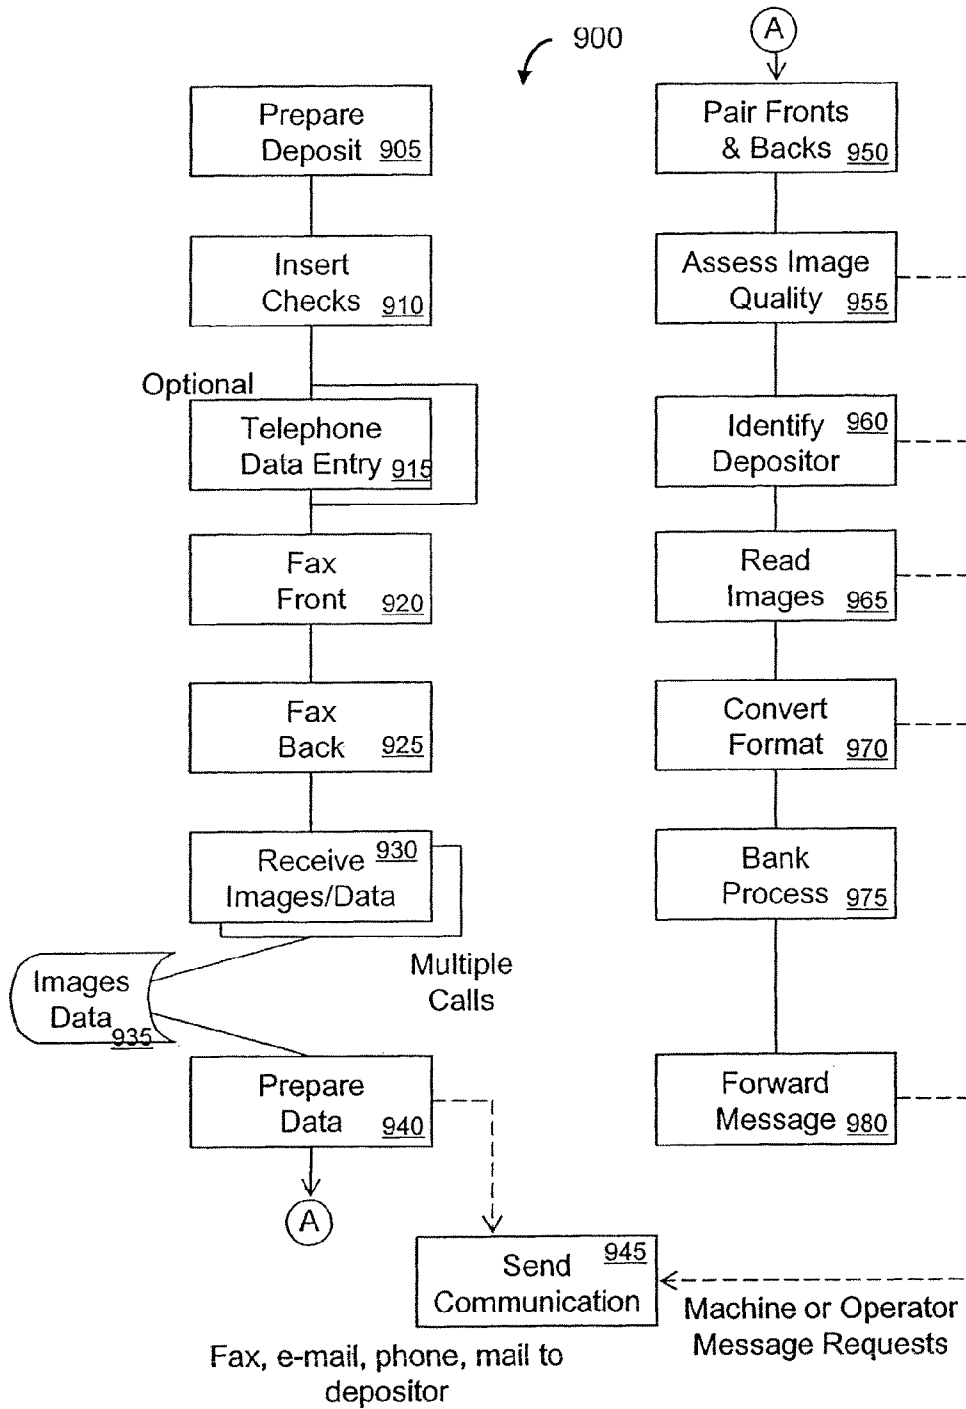 900
Prepare
Deposit 905
Insert
Checks 910
Optional
Telephone
Data Entry 915
Fax
Front 920
Fax
Back 925
Receive 930
Images/Data
Multiple
Calls
Images
Data 935
Prepare
Data 940
A
A
Pair Fronts
& Backs 950
Assess Image
Quality 955
Identify 960
Depositor
Read
Images 965
Convert
Format 970
Bank
Process 975
Forward
Message 980
Send 945
Communication
Machine or Operator
Message Requests
Fax, e-mail, phone, mail to
depositor